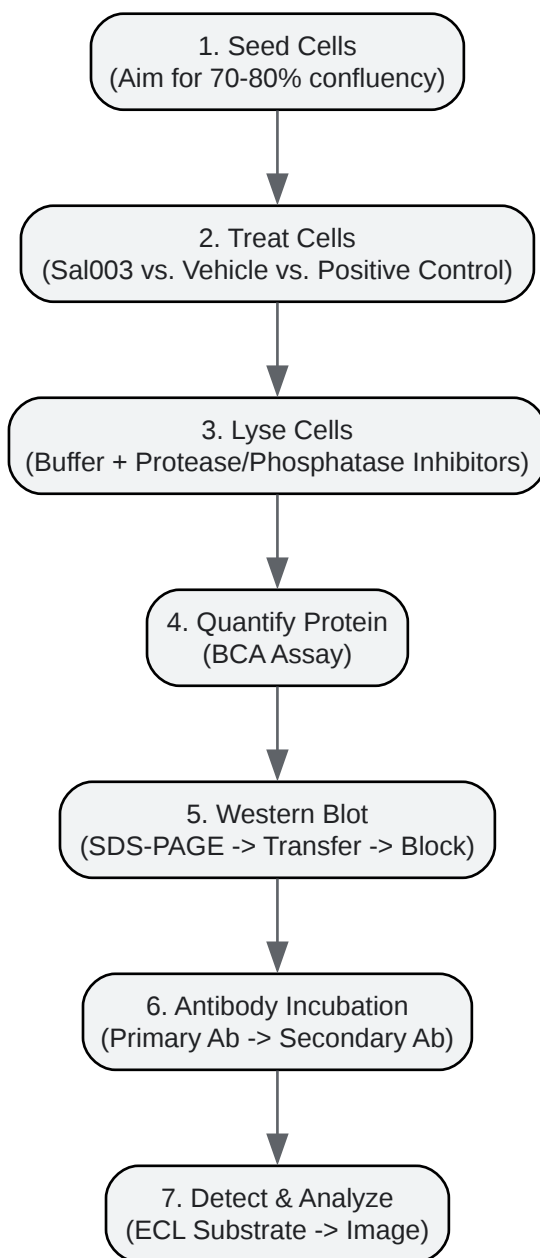 1. Seed Cells
(Aim for 70-80% confluency)
2. Treat Cells
(Sal003 vs. Vehicle vs. Positive Control)
3. Lyse Cells
(Buffer + Protease/Phosphatase Inhibitors)
4. Quantify Protein
(BCA Assay)
5. Western Blot
(SDS-PAGE -> Transfer -> Block)
6. Antibody Incubation
(Primary Ab -> Secondary Ab)
7. Detect & Analyze
(ECL Substrate -> Image)